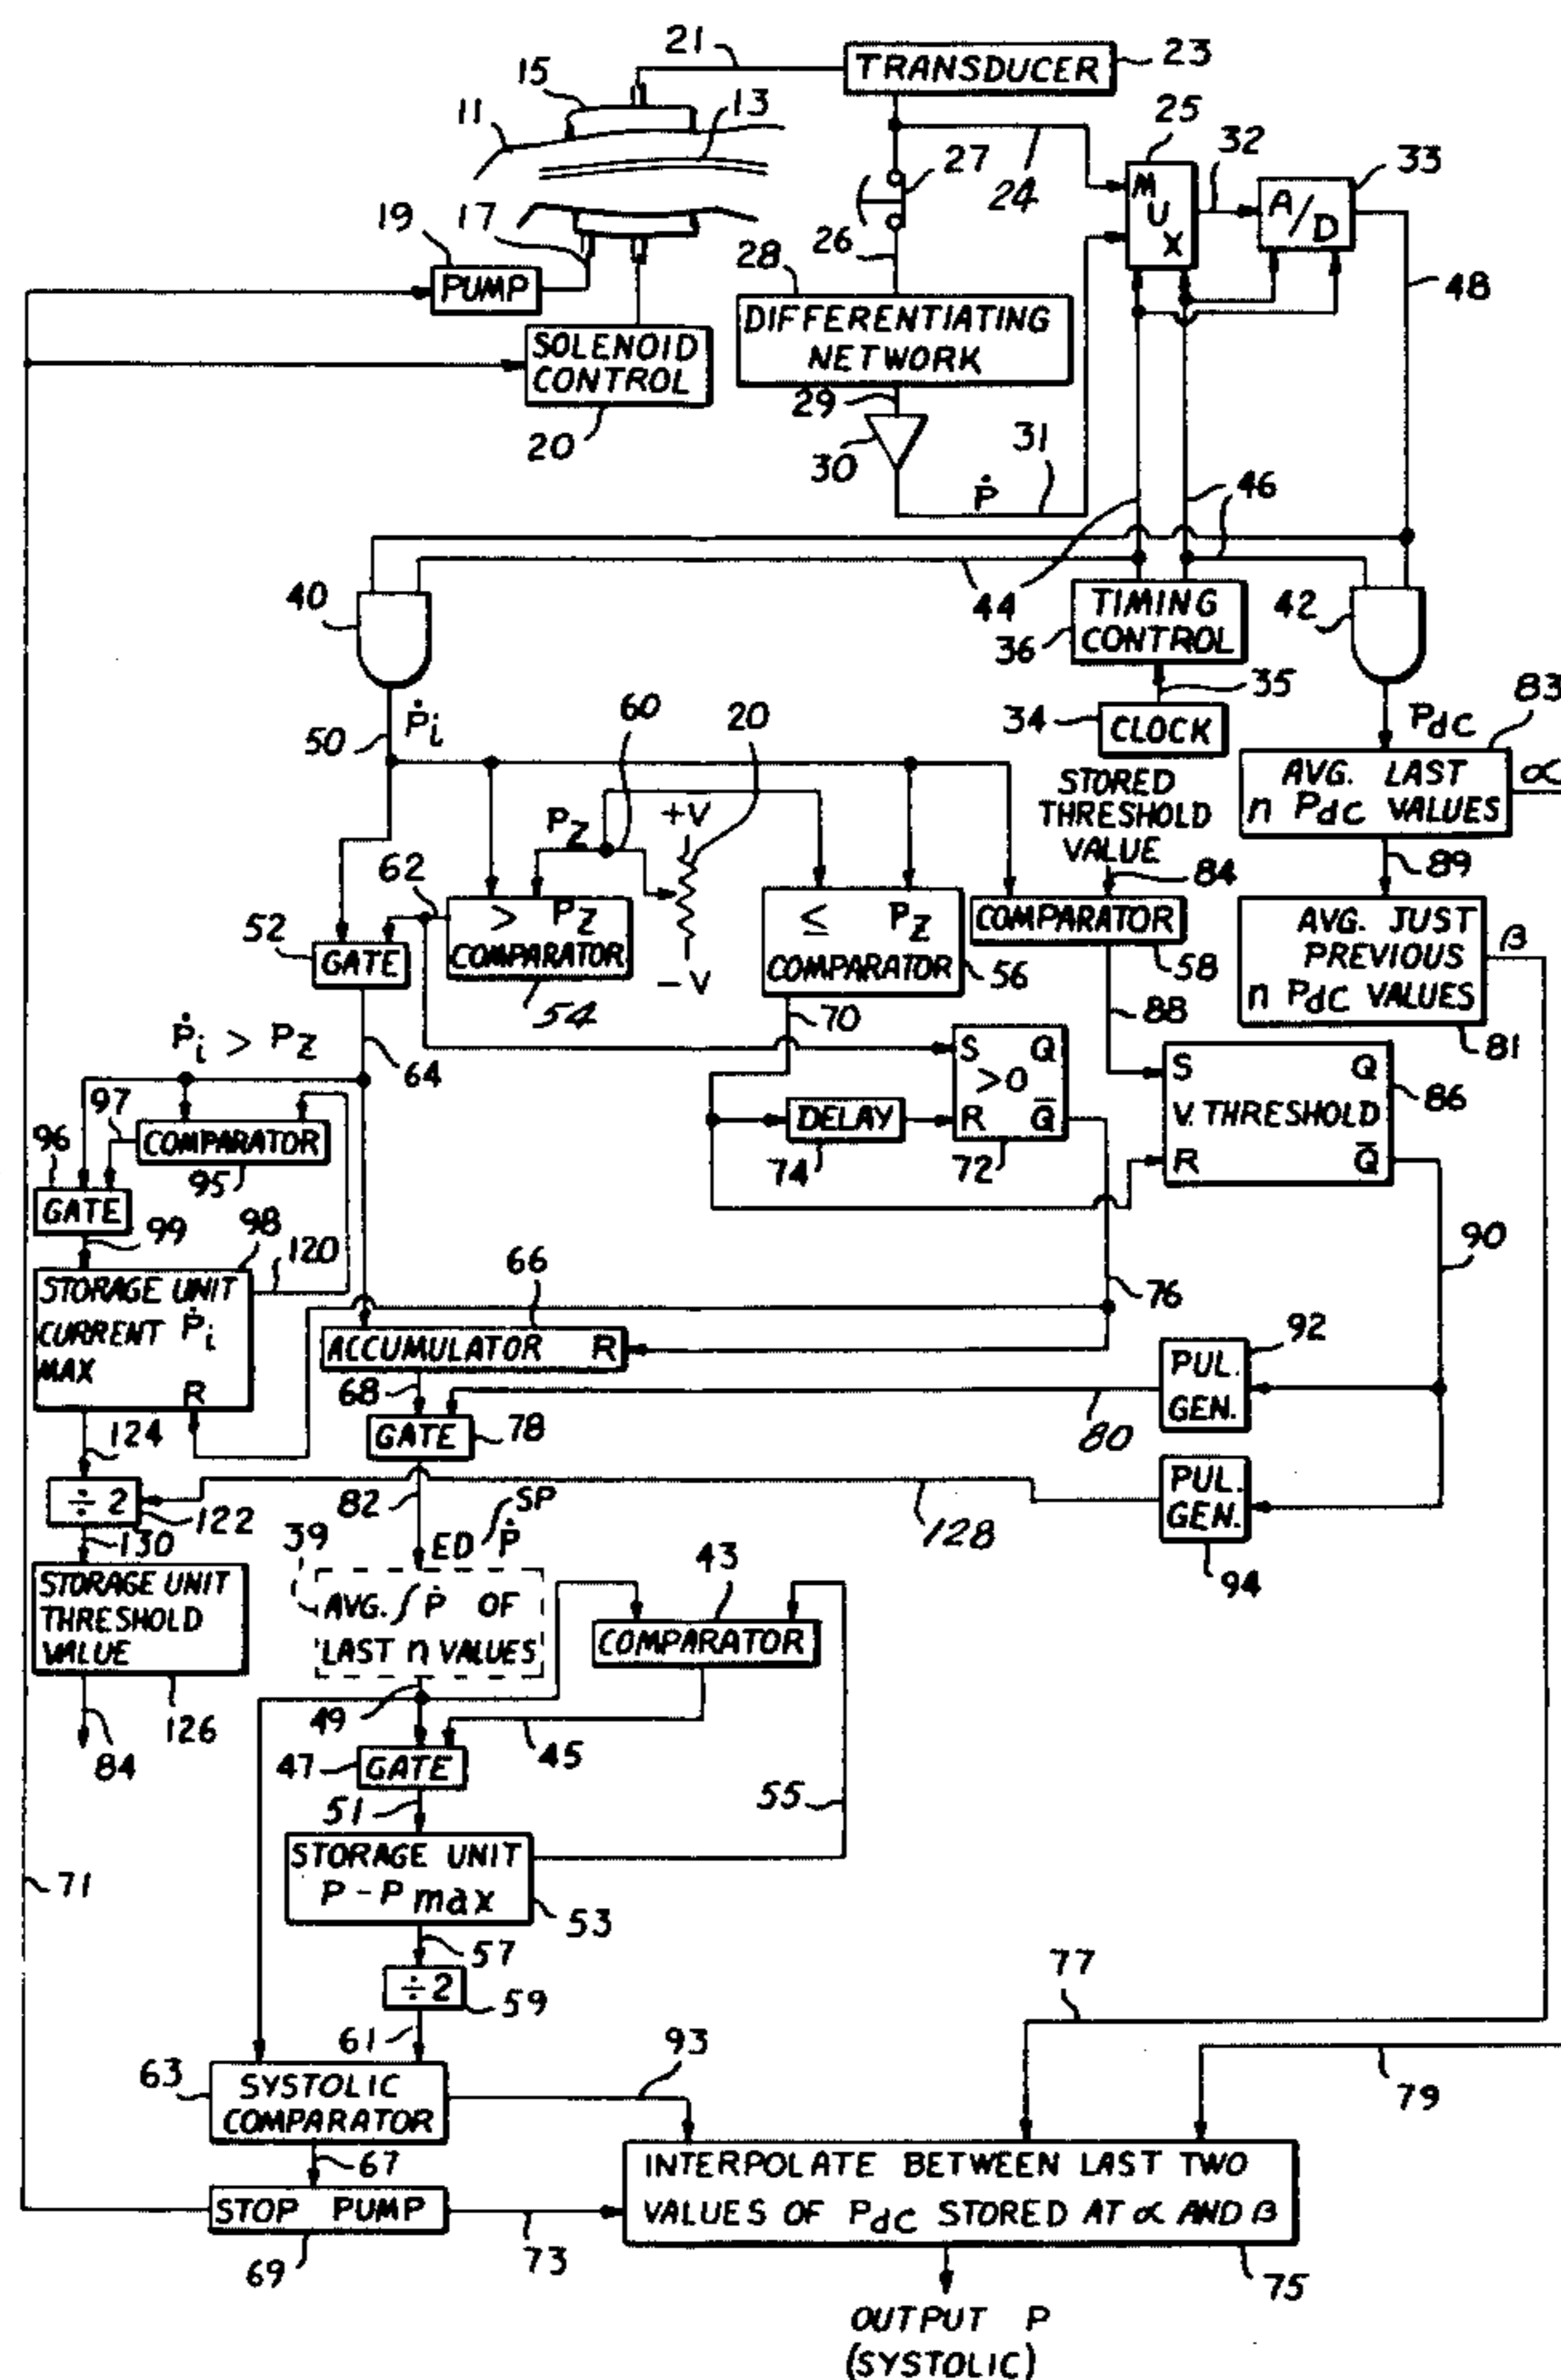 21
TRANSDUCER
23
15
11
13
25
MUX
32
A/D
33
27
24
19
17
26
28
PUMP
48
DIFFERENTIATING
NETWORK
SOLENOID
CONTROL
20
29
30
31
Ṗ
46
40
44
TIMING
CONTROL
36
42
35
34
CLOCK
83
Ṗi
50
60
20
PdC
STORED
THRESHOLD
VALUE
84
AVG. LAST
n PdC VALUES
α
PZ
+V
89
62
52
GATE
> PZ
COMPARATOR
54
-V
≤ PZ
COMPARATOR
56
COMPARATOR
58
AVG. JUST
PREVIOUS
n PdC VALUES
β
81
70
88
Ṗi > PZ
64
S Q
>0
R Q̅
72
DELAY
74
S Q
V. THRESHOLD
R Q̅
86
97
96
COMPARATOR
95
GATE
99
98
120
90
STORAGE UNIT
CURRENT Ṗi
MAX
R
66
76
ACCUMULATOR R
92
PUL.
GEN.
68
124
GATE
78
80
÷2
122
82
128
PUL.
GEN.
94
130
39
ED ∫SP Ṗ
43
STORAGE UNIT
THRESHOLD
VALUE
126
84
AVG. ∫Ṗ OF
LAST n VALUES
COMPARATOR
49
45
47
GATE
51
55
71
STORAGE UNIT
P-P max
53
57
77
÷2
59
61
93
63
SYSTOLIC
COMPARATOR
79
67
STOP PUMP
69
73
INTERPOLATE BETWEEN LAST TWO
VALUES OF PdC STORED AT α AND β
75
OUTPUT P
(SYSTOLIC)